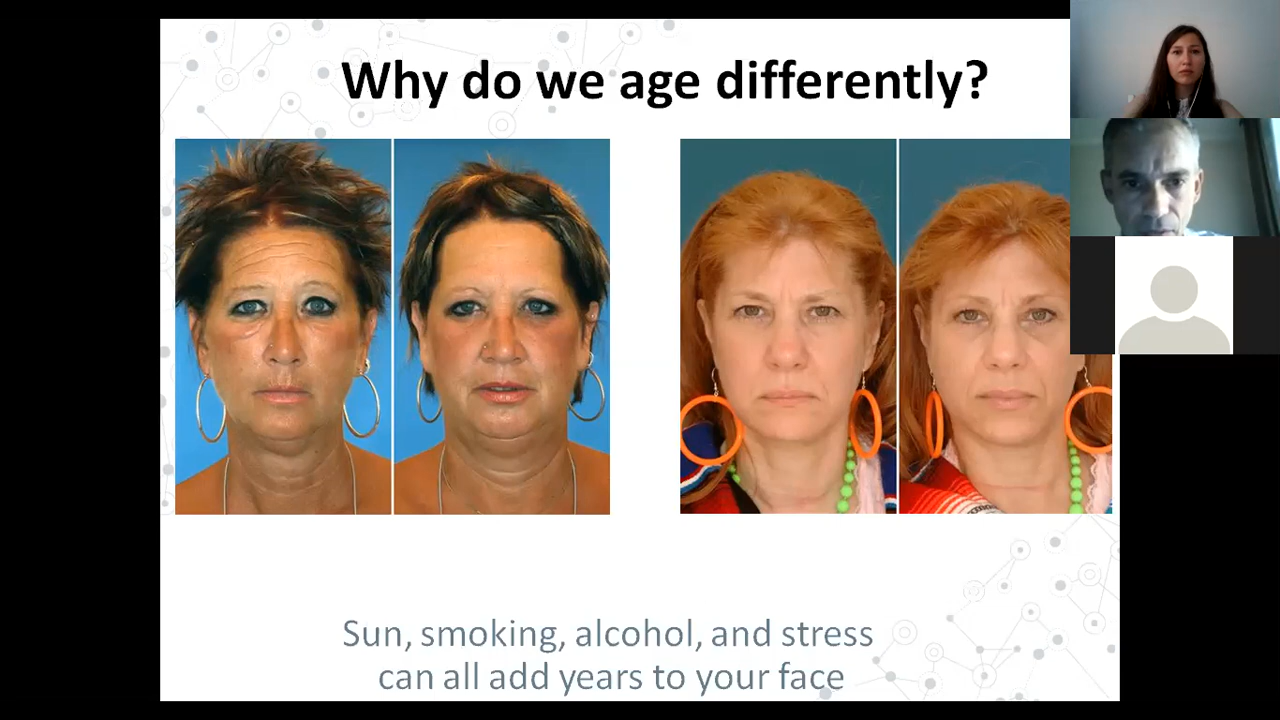 Why do we age differently?
Sun, smoking, alcohol, and stress
can all add years to your face